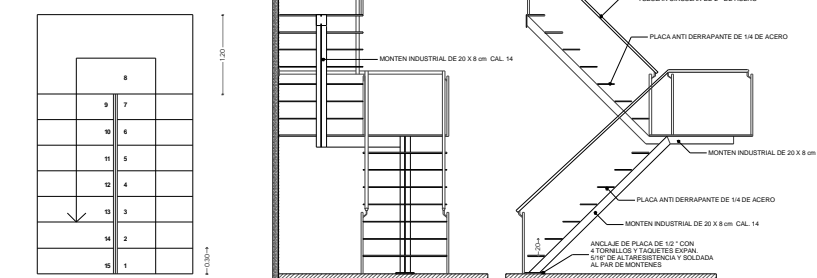 8
9 7
10 6
11 5
12 4
13 3
14 2
15 1
1.20
0.30
MONTEN INDUSTRIAL DE 20 X 8 cm CAL. 14
PLACA ANTI DERRAPANTE DE 1/4 DE ACERO
MONTEN INDUSTRIAL DE 20 X 8 cm
PLACA ANTI DERRAPANTE DE 1/4 DE ACERO
MONTEN INDUSTRIAL DE 20 X 8 cm CAL. 14
.20
ANCLAJE DE PLACA DE 1/2 " CON
4 TORNILLOS Y TAQUETES EXPAN.
5/16" DE ALTARESISTENCIA Y SOLDADA
AL PAR DE MONTENES